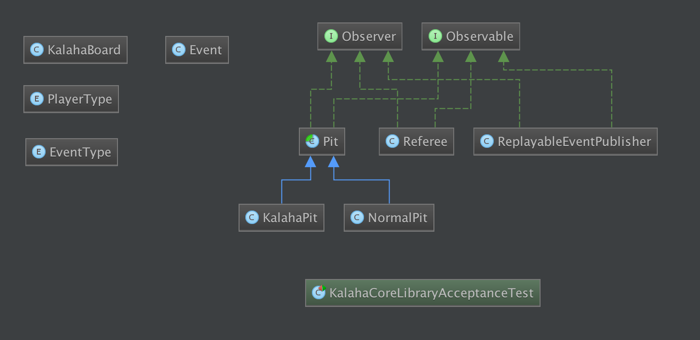 Observer
Observable
KalahaBoard
Event
PlayerType
EventType
Pit
Referee
ReplayableEventPublisher
KalahaPit
NormalPit
KalahaCoreLibraryAcceptanceTest